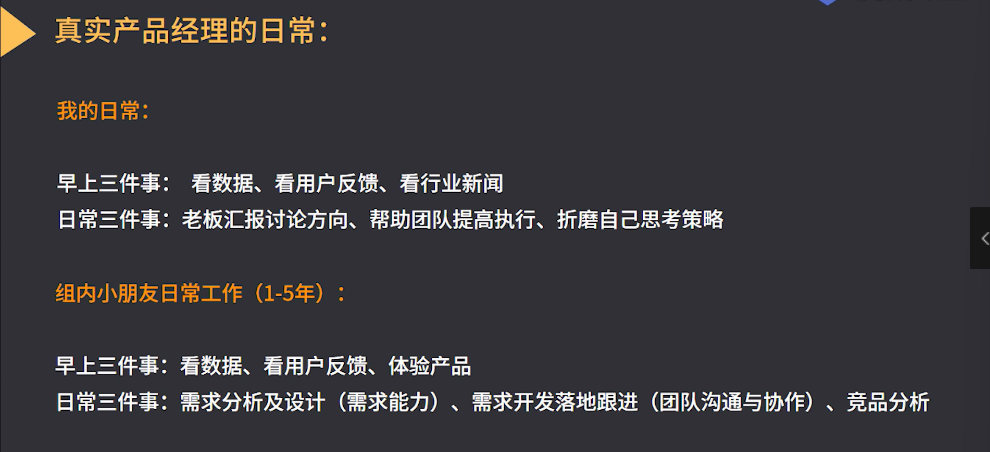 真实产品经理的日常：
我的日常：
早上三件事： 看数据、看用户反馈、看行业新闻
日常三件事：老板汇报讨论方向、帮助团队提高执行、折磨自己思考策略
组内小朋友日常工作（1-5年）：
早上三件事：看数据、看用户反馈、体验产品
日常三件事：需求分析及设计（需求能力）、需求开发落地跟进（团队沟通与协作）、竞品分析